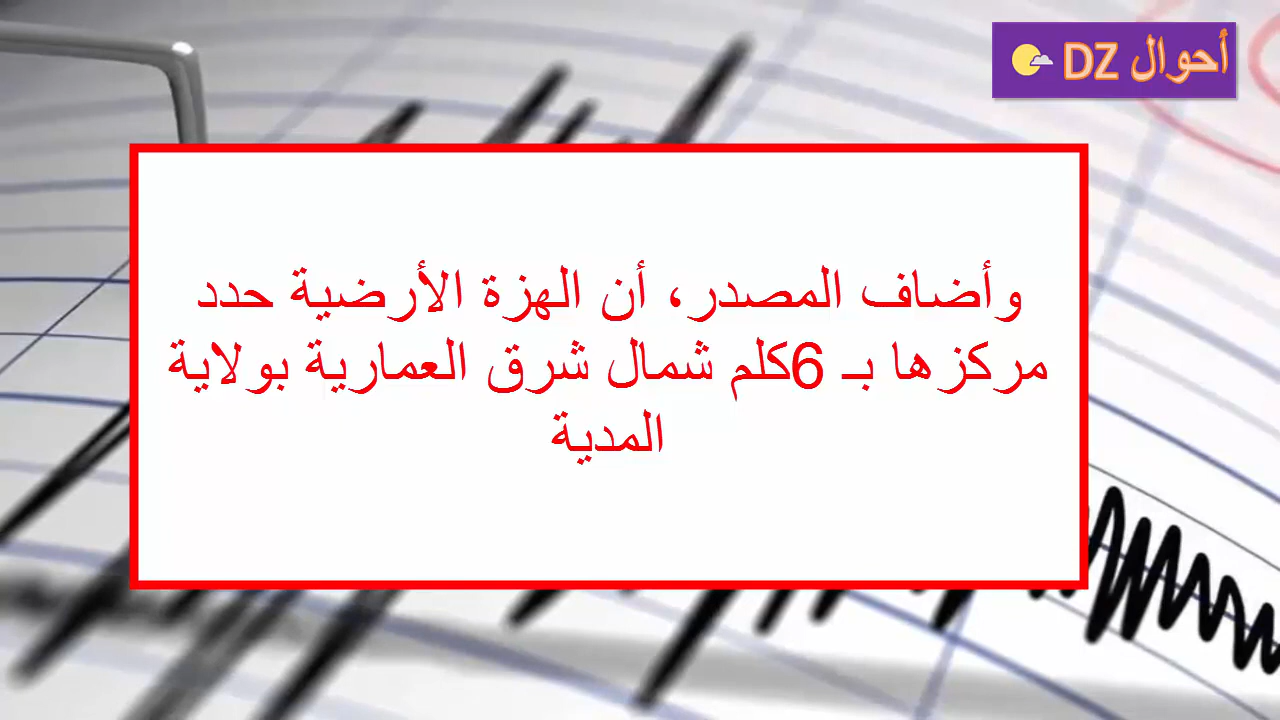 أحوال DZ
وأضاف المصدر، أن الهزة الأرضية حدد
مركزها بـ 6كلم شمال شرق العمارية بولاية
المدية